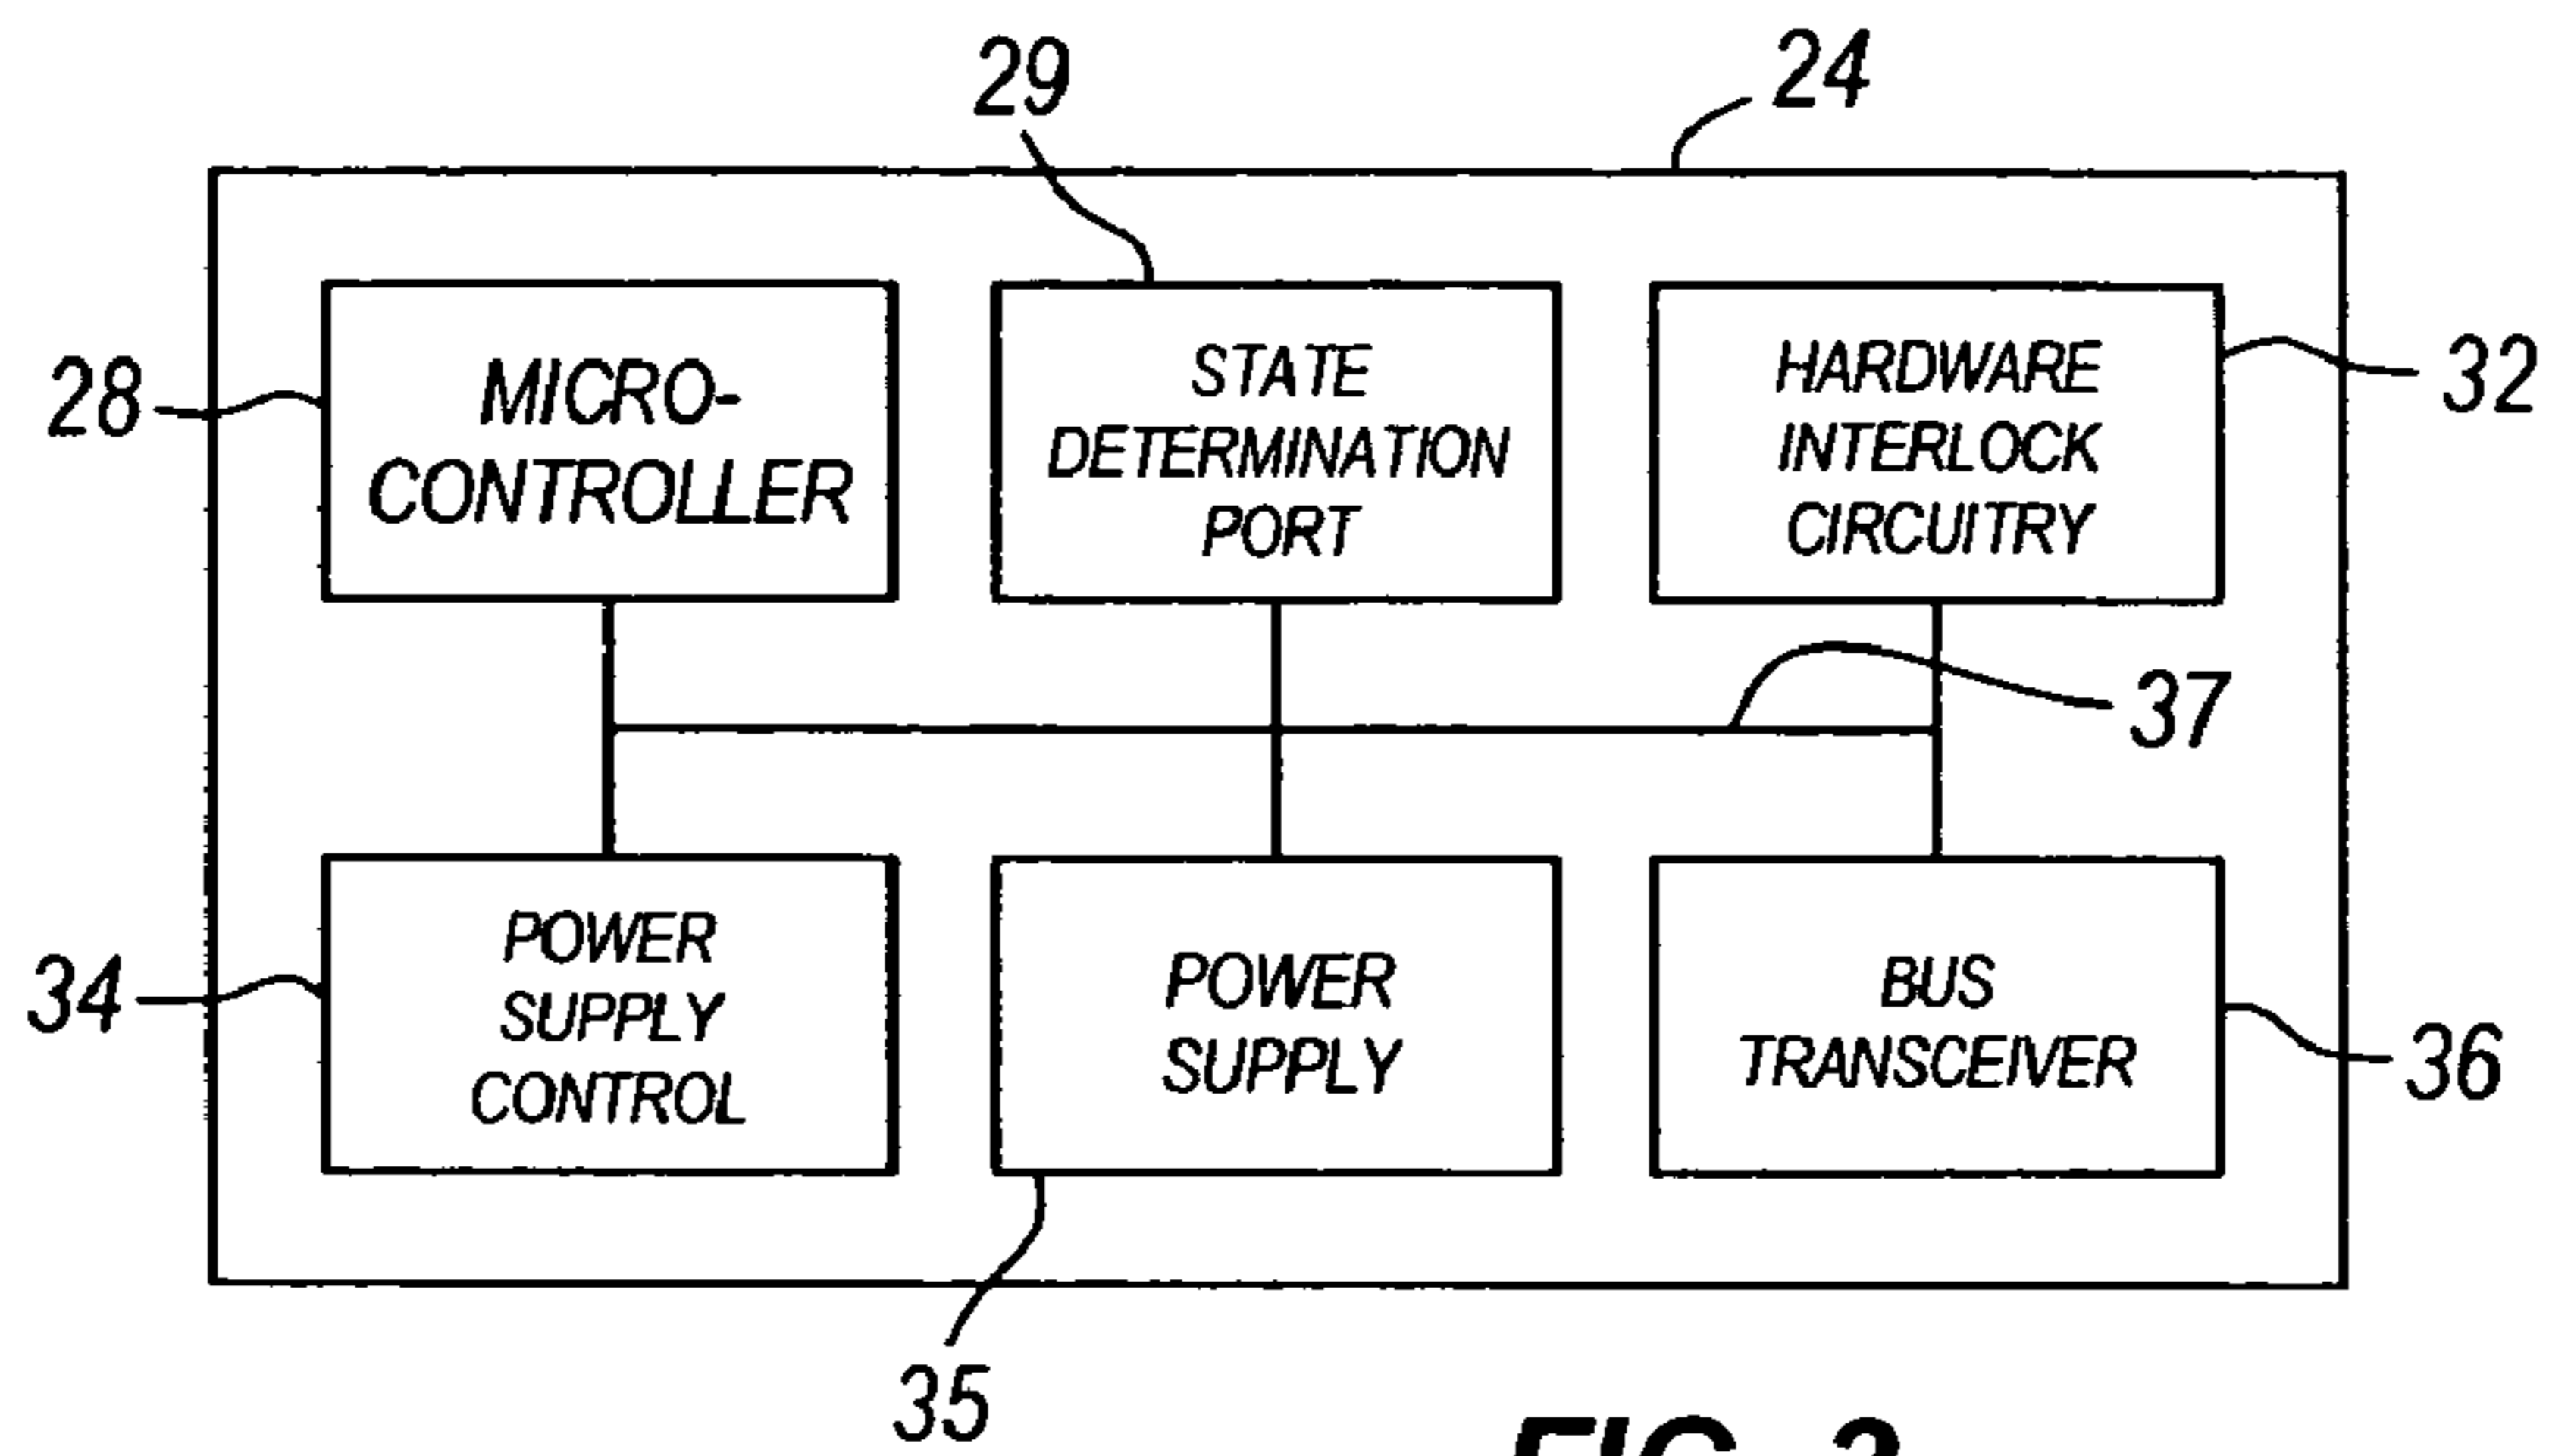 29
24
28
MICRO-
CONTROLLER
STATE
DETERMINATION
PORT
HARDWARE
INTERLOCK
CIRCUITRY
32
37
34
POWER
SUPPLY
CONTROL
POWER
SUPPLY
BUS
TRANSCEIVER
36
35